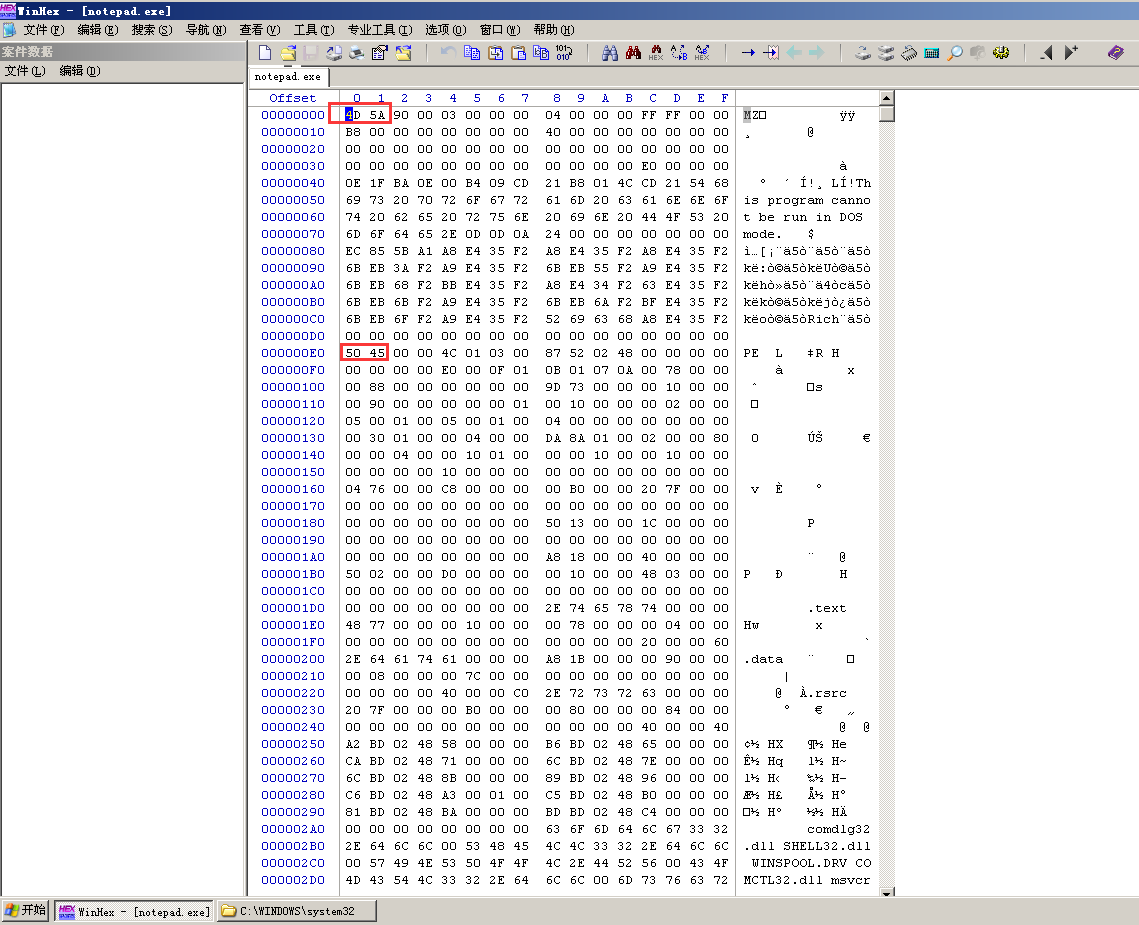 WinHex - [notepad.exe]
文件(F) 编辑(E) 搜索(S) 导航(N) 查看(V) 工具(T) 专业工具(I) 选项(O) 窗口(W) 帮助(H)
案件数据
文件(L) 编辑(D)
notepad.exe
Offset 0 1 2 3 4 5 6 7 8 9 A B C D E F
00000000 4D 5A 90 00 03 00 00 00 04 00 00 00 FF FF 00 00 MZ□ ÿÿ
00000010 B8 00 00 00 00 00 00 00 40 00 00 00 00 00 00 00 ¸ @
00000020 00 00 00 00 00 00 00 00 00 00 00 00 00 00 00 00
00000030 00 00 00 00 00 00 00 00 00 00 00 00 E0 00 00 00 à
00000040 0E 1F BA 0E 00 B4 09 CD 21 B8 01 4C CD 21 54 68 º ´ Í!¸ LÍ!Th
00000050 69 73 20 70 72 6F 67 72 61 6D 20 63 61 6E 6E 6F is program canno
00000060 74 20 62 65 20 72 75 6E 20 69 6E 20 44 4F 53 20 t be run in DOS
00000070 6D 6F 64 65 2E 0D 0D 0A 24 00 00 00 00 00 00 00 mode. $
00000080 EC 85 5B A1 A8 E4 35 F2 A8 E4 35 F2 A8 E4 35 F2 ì…[¡¨ä5ò¨ä5ò¨ä5ò
00000090 6B EB 3A F2 A9 E4 35 F2 6B EB 55 F2 A9 E4 35 F2 kë:ò©ä5òkëUò©ä5ò
000000A0 6B EB 68 F2 BB E4 35 F2 A8 E4 34 F2 63 E4 35 F2 këhò»ä5ò¨ä4òcä5ò
000000B0 6B EB 6B F2 A9 E4 35 F2 6B EB 6A F2 BF E4 35 F2 këkò©ä5òkëjò¿ä5ò
000000C0 6B EB 6F F2 A9 E4 35 F2 52 69 63 68 A8 E4 35 F2 këoò©ä5òRich¨ä5ò
000000D0 00 00 00 00 00 00 00 00 00 00 00 00 00 00 00 00
000000E0 50 45 00 00 4C 01 03 00 87 52 02 48 00 00 00 00 PE L ‡R H
000000F0 00 00 00 00 E0 00 0F 01 0B 01 07 0A 00 78 00 00 à x
00000100 00 88 00 00 00 00 00 00 9D 73 00 00 00 10 00 00 ˆ □s
00000110 00 90 00 00 00 00 00 01 00 10 00 00 00 02 00 00 □
00000120 05 00 01 00 05 00 01 00 04 00 00 00 00 00 00 00
00000130 00 30 01 00 00 04 00 00 DA 8A 01 00 02 00 00 80 0 ÚŠ €
00000140 00 00 04 00 00 10 01 00 00 00 10 00 00 10 00 00
00000150 00 00 00 00 10 00 00 00 00 00 00 00 00 00 00 00
00000160 04 76 00 00 C8 00 00 00 00 B0 00 00 20 7F 00 00 v È °
00000170 00 00 00 00 00 00 00 00 00 00 00 00 00 00 00 00
00000180 00 00 00 00 00 00 00 00 50 13 00 00 1C 00 00 00 P
00000190 00 00 00 00 00 00 00 00 00 00 00 00 00 00 00 00
000001A0 00 00 00 00 00 00 00 00 A8 18 00 00 40 00 00 00 ¨ @
000001B0 50 02 00 00 D0 00 00 00 00 10 00 00 48 03 00 00 P Ð H
000001C0 00 00 00 00 00 00 00 00 00 00 00 00 00 00 00 00
000001D0 00 00 00 00 00 00 00 00 2E 74 65 78 74 00 00 00 .text
000001E0 48 77 00 00 00 10 00 00 00 78 00 00 00 04 00 00 Hw x
000001F0 00 00 00 00 00 00 00 00 00 00 00 00 20 00 00 60 `
00000200 2E 64 61 74 61 00 00 00 A8 1B 00 00 00 90 00 00 .data ¨ □
00000210 00 08 00 00 00 7C 00 00 00 00 00 00 00 00 00 00 |
00000220 00 00 00 00 40 00 00 C0 2E 72 73 72 63 00 00 00 @ À.rsrc
00000230 20 7F 00 00 00 B0 00 00 00 80 00 00 00 84 00 00 ° € „
00000240 00 00 00 00 00 00 00 00 00 00 00 00 40 00 00 40 @ @
00000250 A2 BD 02 48 58 00 00 00 B6 BD 02 48 65 00 00 00 ¢½ HX ¶½ He
00000260 CA BD 02 48 71 00 00 00 6C BD 02 48 7E 00 00 00 Ê½ Hq l½ H~
00000270 6C BD 02 48 8B 00 00 00 89 BD 02 48 96 00 00 00 l½ H‹ ‰½ H–
00000280 C6 BD 02 48 A3 00 01 00 C5 BD 02 48 B0 00 00 00 Æ½ H£ Å½ H°
00000290 81 BD 02 48 BA 00 00 00 BD BD 02 48 C4 00 00 00 □½ Hº ½½ HÄ
000002A0 00 00 00 00 00 00 00 00 63 6F 6D 64 6C 67 33 32 comdlg32
000002B0 2E 64 6C 6C 00 53 48 45 4C 4C 33 32 2E 64 6C 6C .dll SHELL32.dll
000002C0 00 57 49 4E 53 50 4F 4F 4C 2E 44 52 56 00 43 4F WINSPOOL.DRV CO
000002D0 4D 43 54 4C 33 32 2E 64 6C 6C 00 6D 73 76 63 72 MCTL32.dll msvcr
开始 WinHex - [notepad.exe] C:\WINDOWS\system32